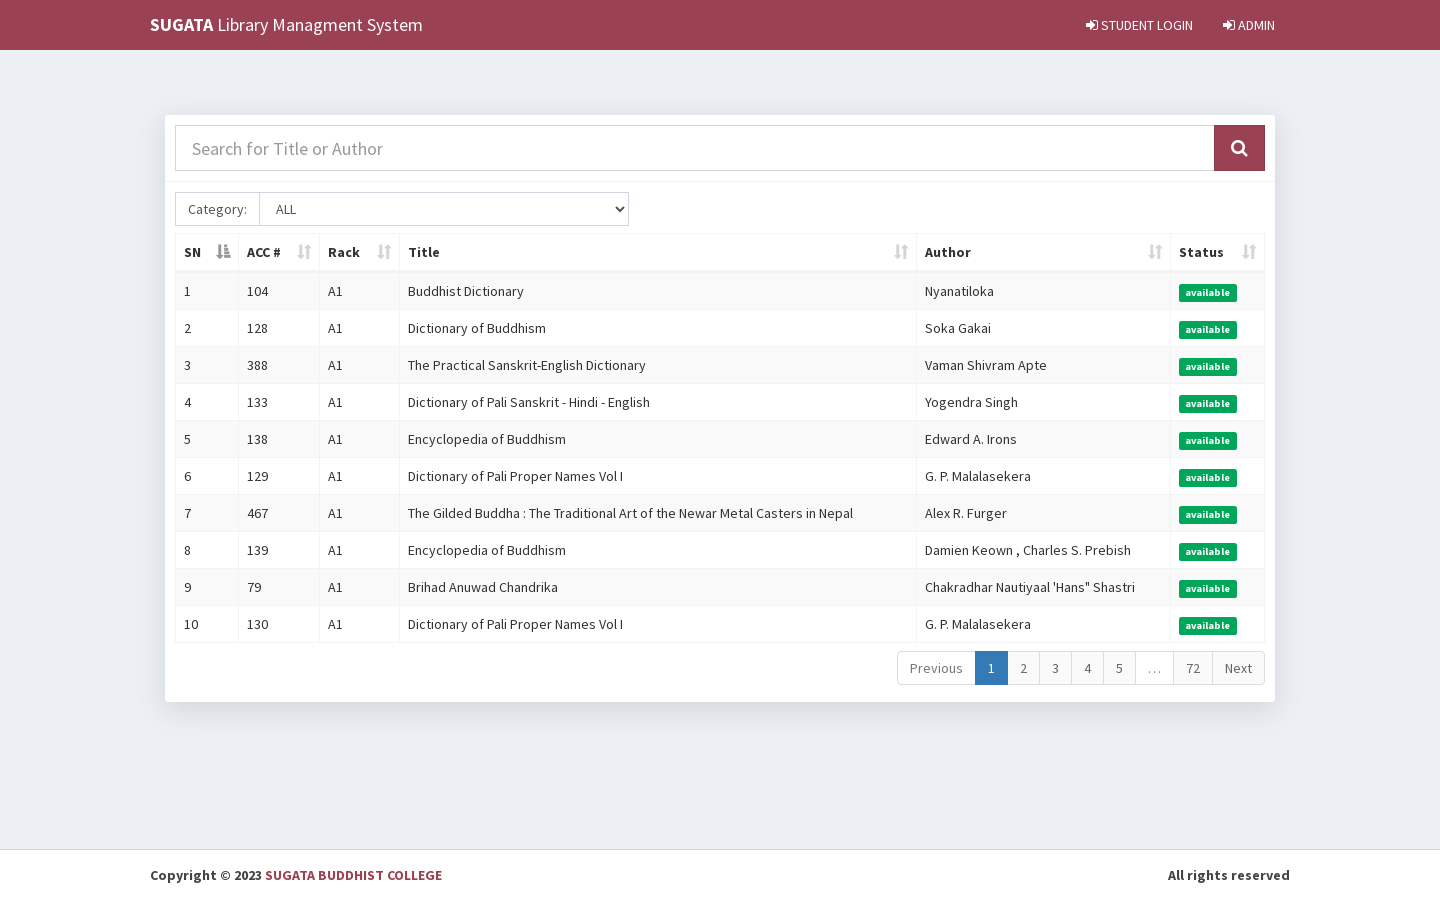 SUGATA Library Managment System STUDENT LOGIN ADMIN
Search for Title or Author
Category: ALL
SN ACC # Rack Title Author Status
1 104 A1 Buddhist Dictionary Nyanatiloka available
2 128 A1 Dictionary of Buddhism Soka Gakai available
3 388 A1 The Practical Sanskrit-English Dictionary Vaman Shivram Apte available
4 133 A1 Dictionary of Pali Sanskrit - Hindi - English Yogendra Singh available
5 138 A1 Encyclopedia of Buddhism Edward A. Irons available
6 129 A1 Dictionary of Pali Proper Names Vol I G. P. Malalasekera available
7 467 A1 The Gilded Buddha : The Traditional Art of the Newar Metal Casters in Nepal Alex R. Furger available
8 139 A1 Encyclopedia of Buddhism Damien Keown , Charles S. Prebish available
9 79 A1 Brihad Anuwad Chandrika Chakradhar Nautiyaal 'Hans" Shastri available
10 130 A1 Dictionary of Pali Proper Names Vol I G. P. Malalasekera available
Previous 1 2 3 4 5 … 72 Next
Copyright © 2023 SUGATA BUDDHIST COLLEGE All rights reserved